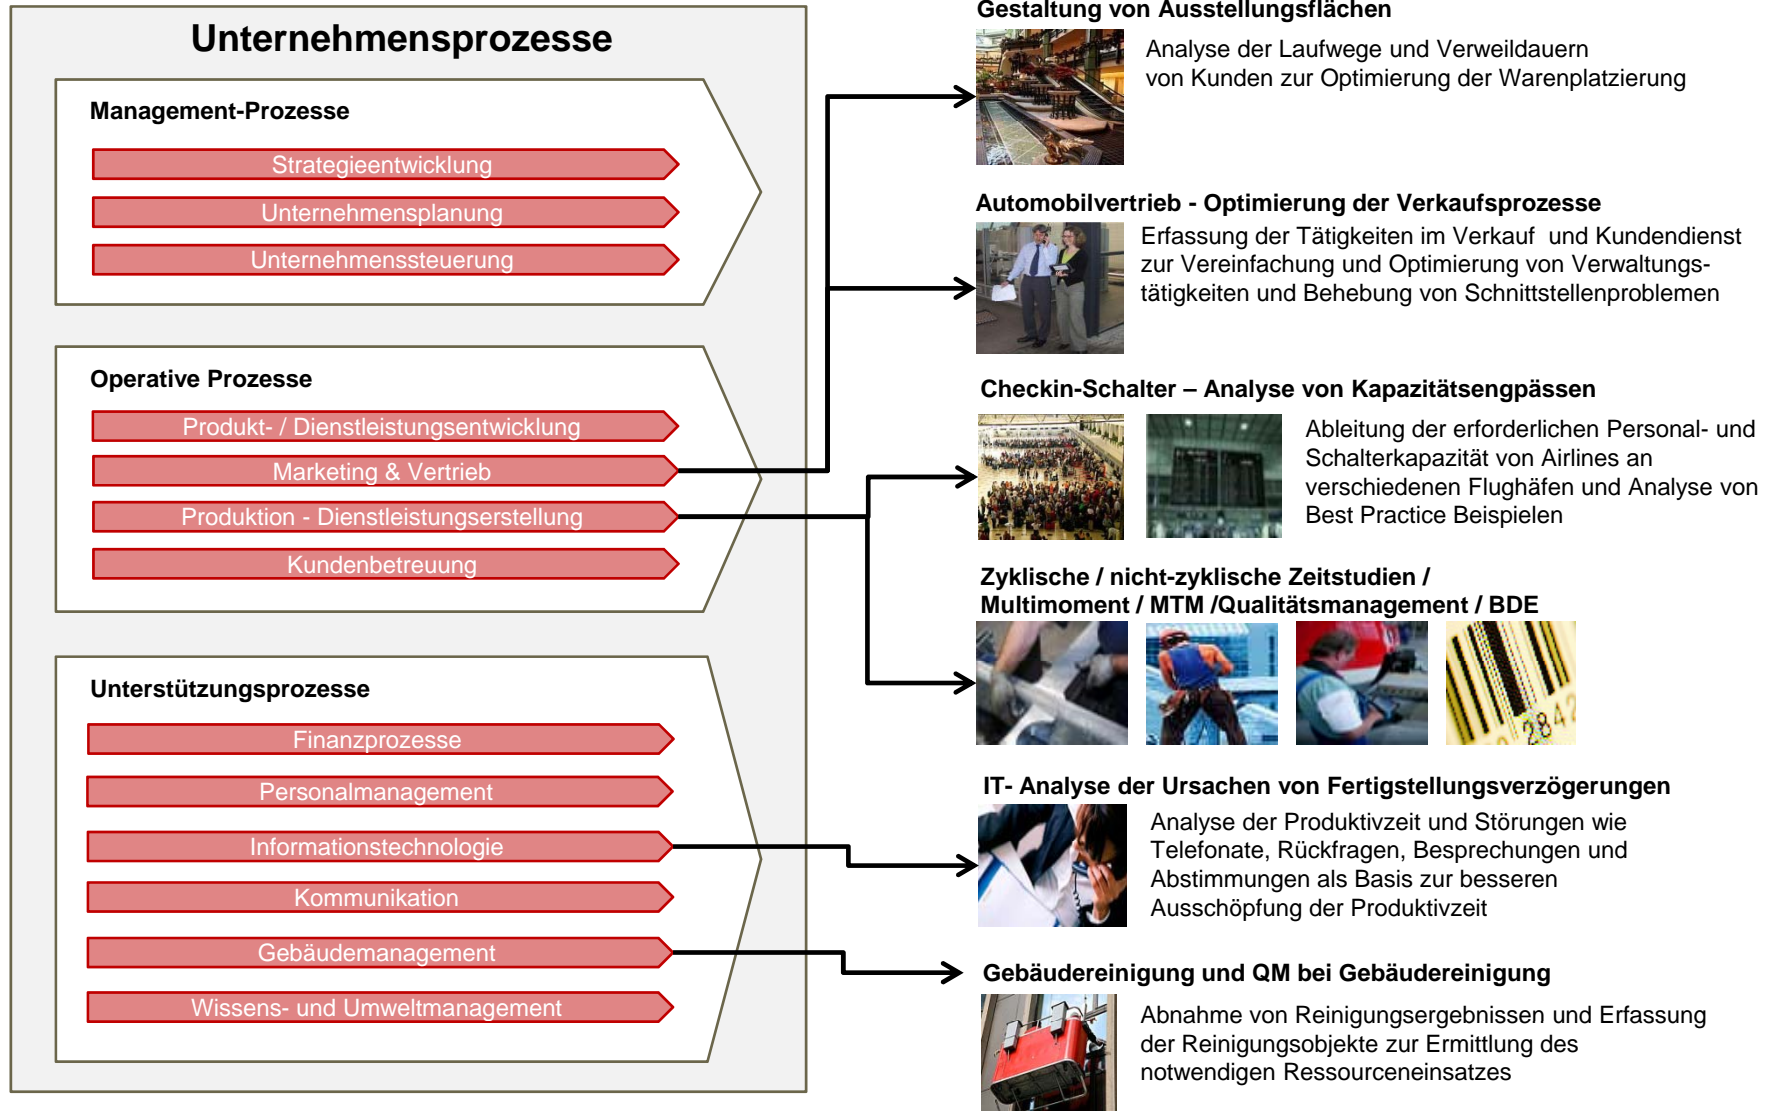 Unternehmensprozesse
Management-Prozesse
Strategieentwicklung
Unternehmensplanung
Unternehmenssteuerung
Operative Prozesse
Produkt- / Dienstleistungsentwicklung
Marketing & Vertrieb
Produktion - Dienstleistungserstellung
Kundenbetreuung
Unterstützungsprozesse
Finanzprozesse
Personalmanagement
Informationstechnologie
Kommunikation
Gebäudemanagement
Wissens- und Umweltmanagement
Gestaltung von Ausstellungsflächen
Analyse der Laufwege und Verweildauern
von Kunden zur Optimierung der Warenplatzierung
Automobilvertrieb - Optimierung der Verkaufsprozesse
Erfassung der Tätigkeiten im Verkauf und Kundendienst
zur Vereinfachung und Optimierung von Verwaltungs-
tätigkeiten und Behebung von Schnittstellenproblemen
Checkin-Schalter – Analyse von Kapazitätsengpässen
Ableitung der erforderlichen Personal- und
Schalterkapazität von Airlines an
verschiedenen Flughäfen und Analyse von
Best Practice Beispielen
Zyklische / nicht-zyklische Zeitstudien /
Multimoment / MTM /Qualitätsmanagement / BDE
2842
IT- Analyse der Ursachen von Fertigstellungsverzögerungen
Analyse der Produktivzeit und Störungen wie
Telefonate, Rückfragen, Besprechungen und
Abstimmungen als Basis zur besseren
Ausschöpfung der Produktivzeit
Gebäudereinigung und QM bei Gebäudereinigung
Abnahme von Reinigungsergebnissen und Erfassung
der Reinigungsobjekte zur Ermittlung des
notwendigen Ressourceneinsatzes